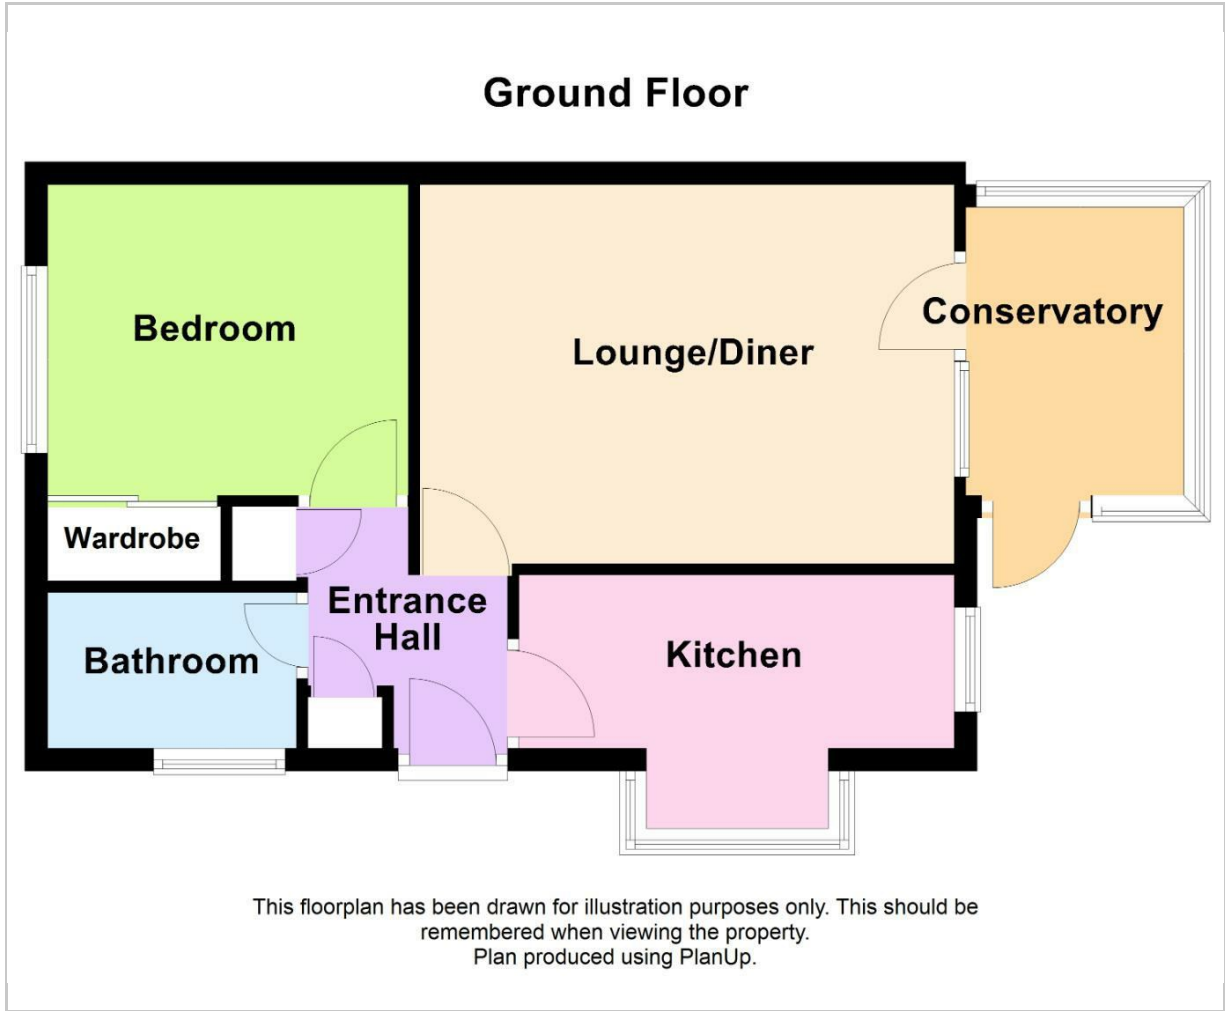 Ground Floor
Bedroom
Lounge/Diner
Conservatory
Wardrobe
Entrance
Hall
Bathroom
Kitchen
This floorplan has been drawn for illustration purposes only. This should be
remembered when viewing the property.
Plan produced using PlanUp.